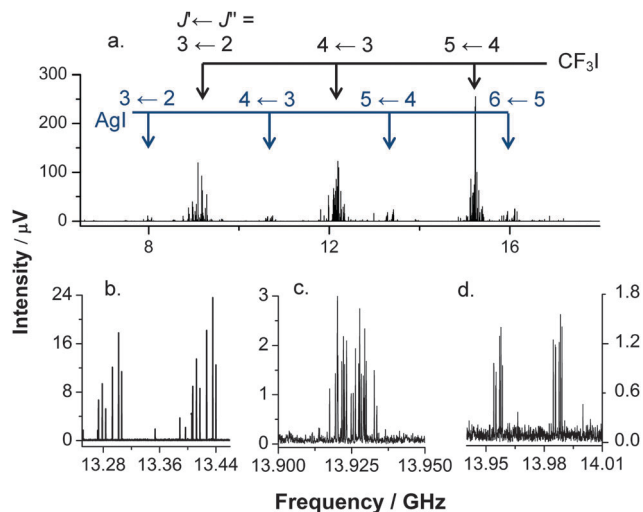 J' ← J'' =
a. 3 ← 2 4 ← 3 5 ← 4 CF₃I
300
3 ← 2 4 ← 3 5 ← 4 6 ← 5
AgI
200
100
0
8 12 16
Intensity / µV
b. c. d.
24 3 1.8
16 2 1.2
8 1 0.6
0 0 0.0
13.28 13.36 13.44 13.900 13.925 13.950 13.95 13.98 14.01
Frequency / GHz